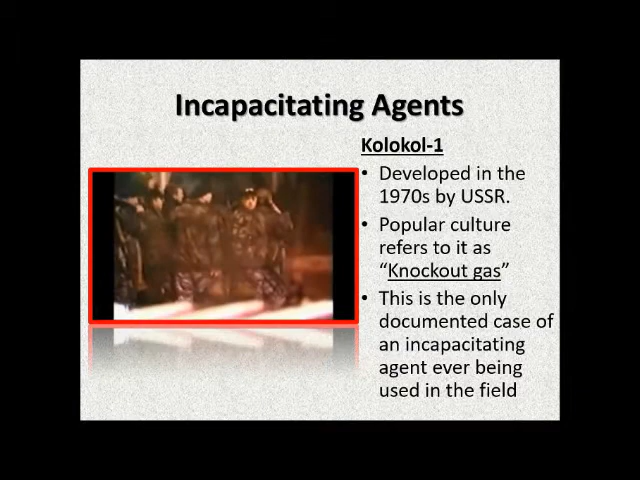 Incapacitating Agents
Kolokol-1
• Developed in the
1970s by USSR.
• Popular culture
refers to it as
“Knockout gas”
• This is the only
documented case of
an incapacitating
agent ever being
used in the field